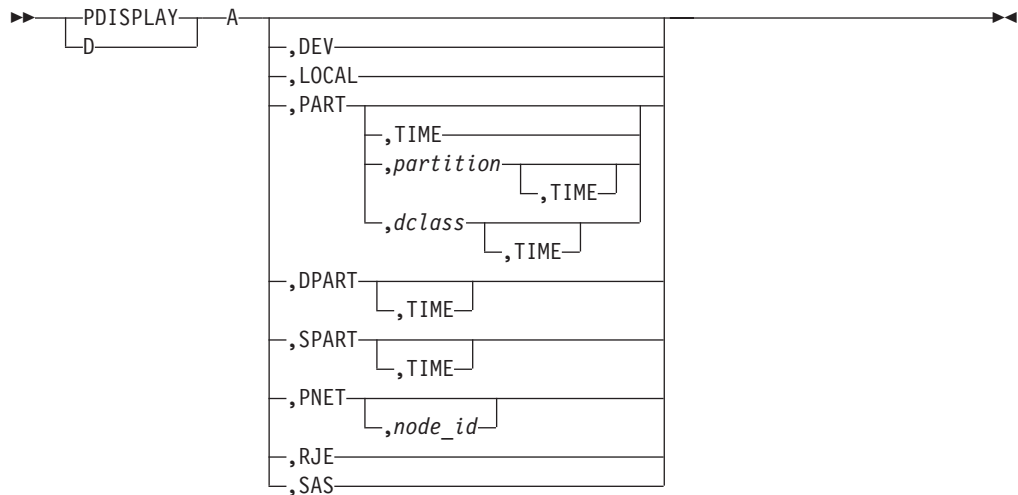 PDISPLAY A
D ,DEV
,LOCAL
,PART
,TIME
,partition
,TIME
,dclass
,TIME
,DPART
,TIME
,SPART
,TIME
,PNET
,node_id
,RJE
,SAS